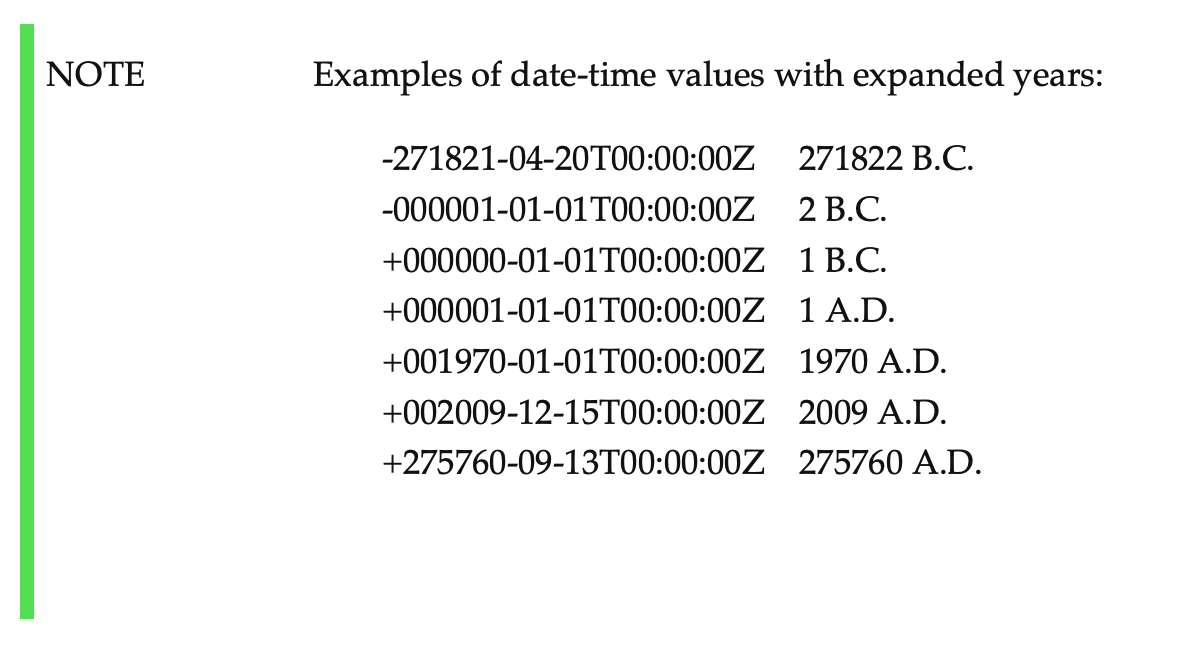 NOTE Examples of date-time values with expanded years:
-271821-04-20T00:00:00Z 271822 B.C.
-000001-01-01T00:00:00Z 2 B.C.
+000000-01-01T00:00:00Z 1 B.C.
+000001-01-01T00:00:00Z 1 A.D.
+001970-01-01T00:00:00Z 1970 A.D.
+002009-12-15T00:00:00Z 2009 A.D.
+275760-09-13T00:00:00Z 275760 A.D.